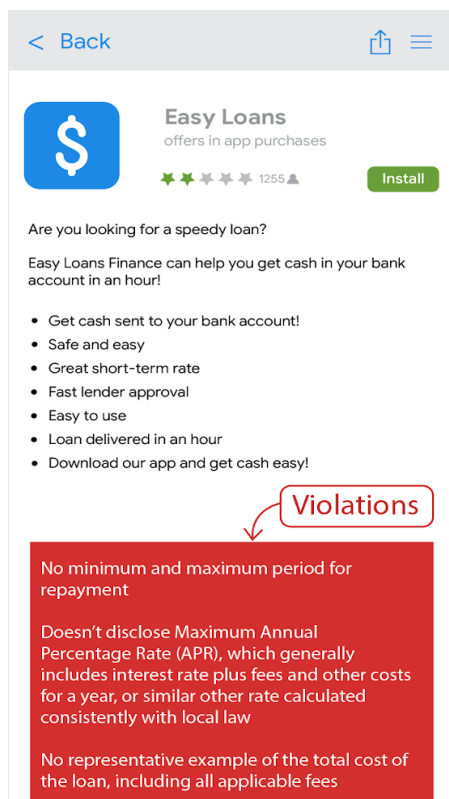 < Back
$
Easy Loans
offers in app purchases
1255
Install
Are you looking for a speedy loan?
Easy Loans Finance can help you get cash in your bank
account in an hour!
• Get cash sent to your bank account!
• Safe and easy
• Great short-term rate
• Fast lender approval
• Easy to use
• Loan delivered in an hour
• Download our app and get cash easy!
Violations
No minimum and maximum period for
repayment
Doesn’t disclose Maximum Annual
Percentage Rate (APR), which generally
includes interest rate plus fees and other costs
for a year, or similar other rate calculated
consistently with local law
No representative example of the total cost of
the loan, including all applicable fees